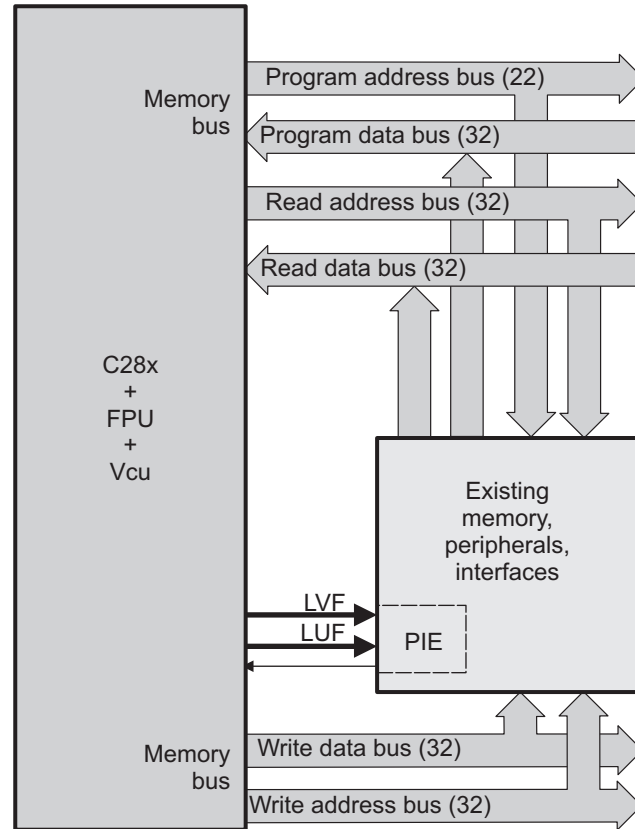 Program address bus (22)
Memory
bus
Program data bus (32)
Read address bus (32)
Read data bus (32)
C28x
+
FPU
+
Vcu
Existing
memory,
peripherals,
interfaces
LVF
LUF
PIE
Memory
bus
Write data bus (32)
Write address bus (32)